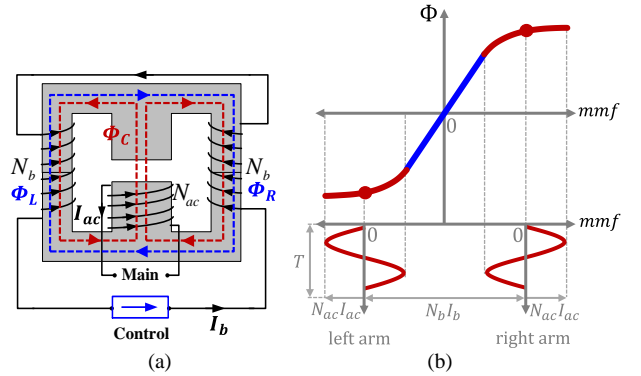 (a)
Φ_C
N_b
Φ_L
I_ac
N_ac
N_b
Φ_R
Main
Control
I_b
Φ
mmf
0
mmf
0
0
T
N_ac I_ac
N_b I_b
N_ac I_ac
left arm
right arm
(a)
(b)